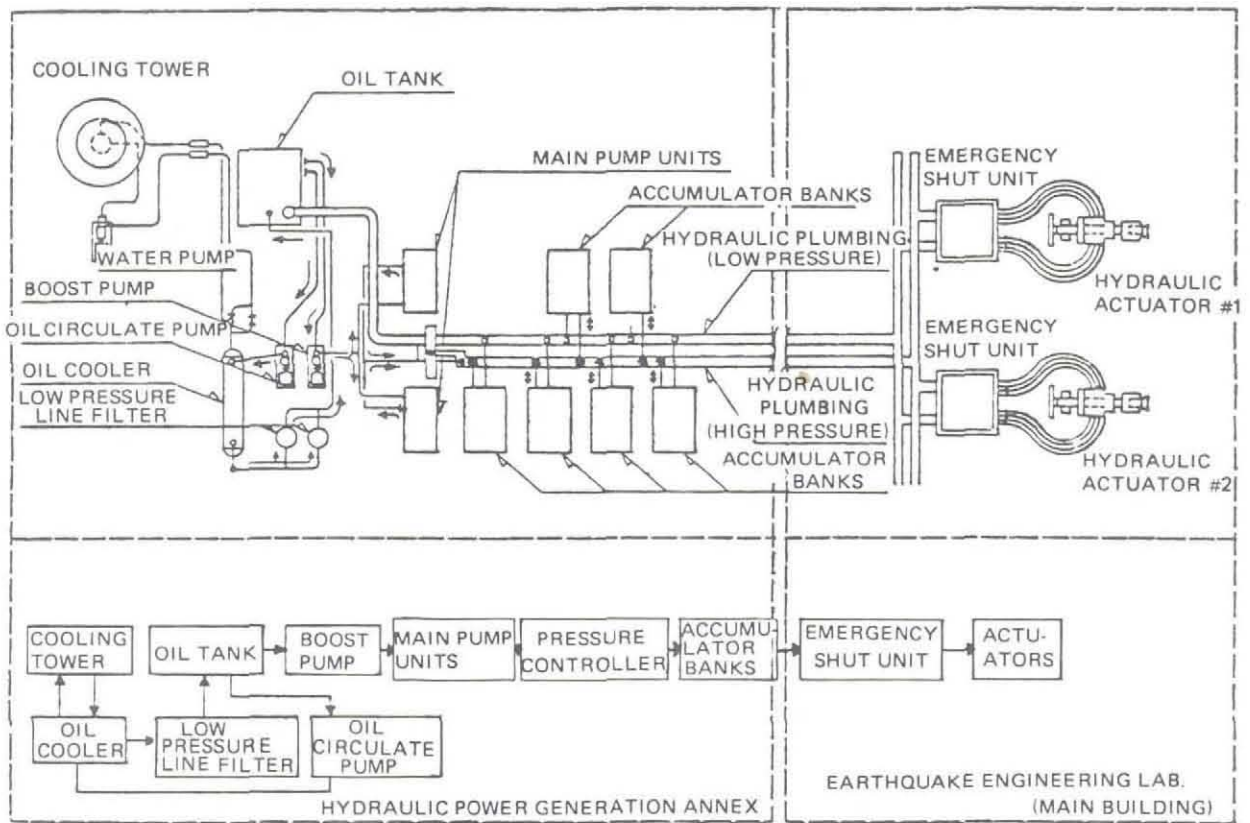 COOLING TOWER
OIL TANK
MAIN PUMP UNITS
ACCUMULATOR BANKS
HYDRAULIC PLUMBING
(LOW PRESSURE)
EMERGENCY
SHUT UNIT
HYDRAULIC
ACTUATOR #1
WATER PUMP
BOOST PUMP
OIL CIRCULATE PUMP
OIL COOLER
LOW PRESSURE
LINE FILTER
HYDRAULIC
PLUMBING
(HIGH PRESSURE)
ACCUMULATOR
BANKS
EMERGENCY
SHUT UNIT
HYDRAULIC
ACTUATOR #2
COOLING
TOWER
OIL TANK
BOOST
PUMP
MAIN PUMP
UNITS
PRESSURE
CONTROLLER
ACCUMU-
LATOR
BANKS
EMERGENCY
SHUT UNIT
ACTU-
ATORS
OIL
COOLER
LOW
PRESSURE
LINE FILTER
OIL
CIRCULATE
PUMP
HYDRAULIC POWER GENERATION ANNEX
EARTHQUAKE ENGINEERING LAB.
(MAIN BUILDING)